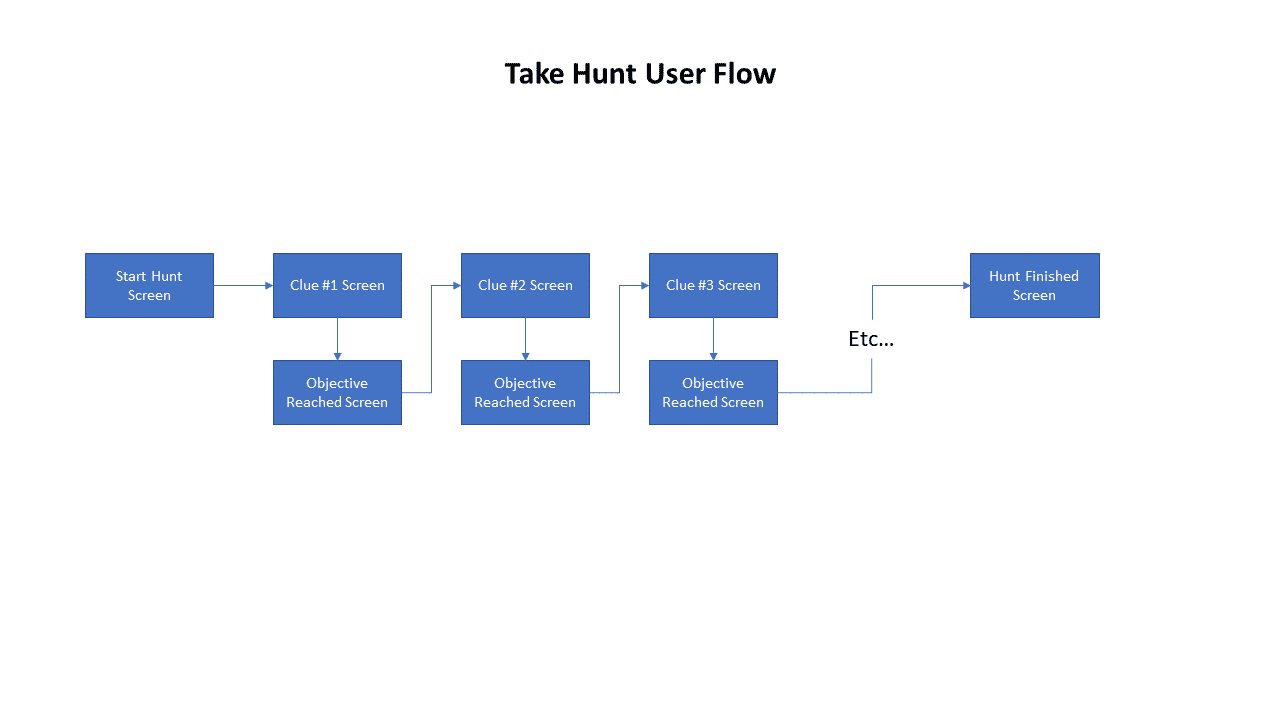 Take Hunt User Flow
Start Hunt
Screen
Clue #1 Screen
Clue #2 Screen
Clue #3 Screen
Hunt Finished
Screen
Etc...
Objective
Reached Screen
Objective
Reached Screen
Objective
Reached Screen